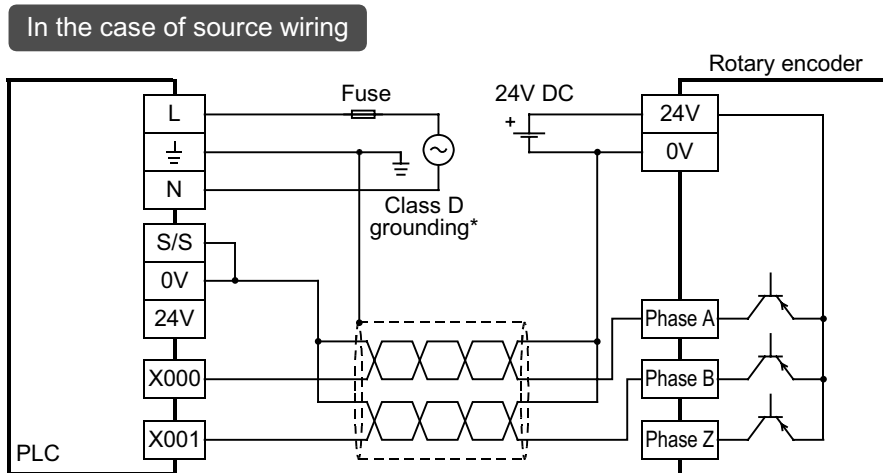 In the case of source wiring
Rotary encoder
Fuse
24V DC
L
+
24V
0V
N
Class D
grounding*
S/S
0V
24V
Phase A
X000
Phase B
X001
Phase Z
PLC